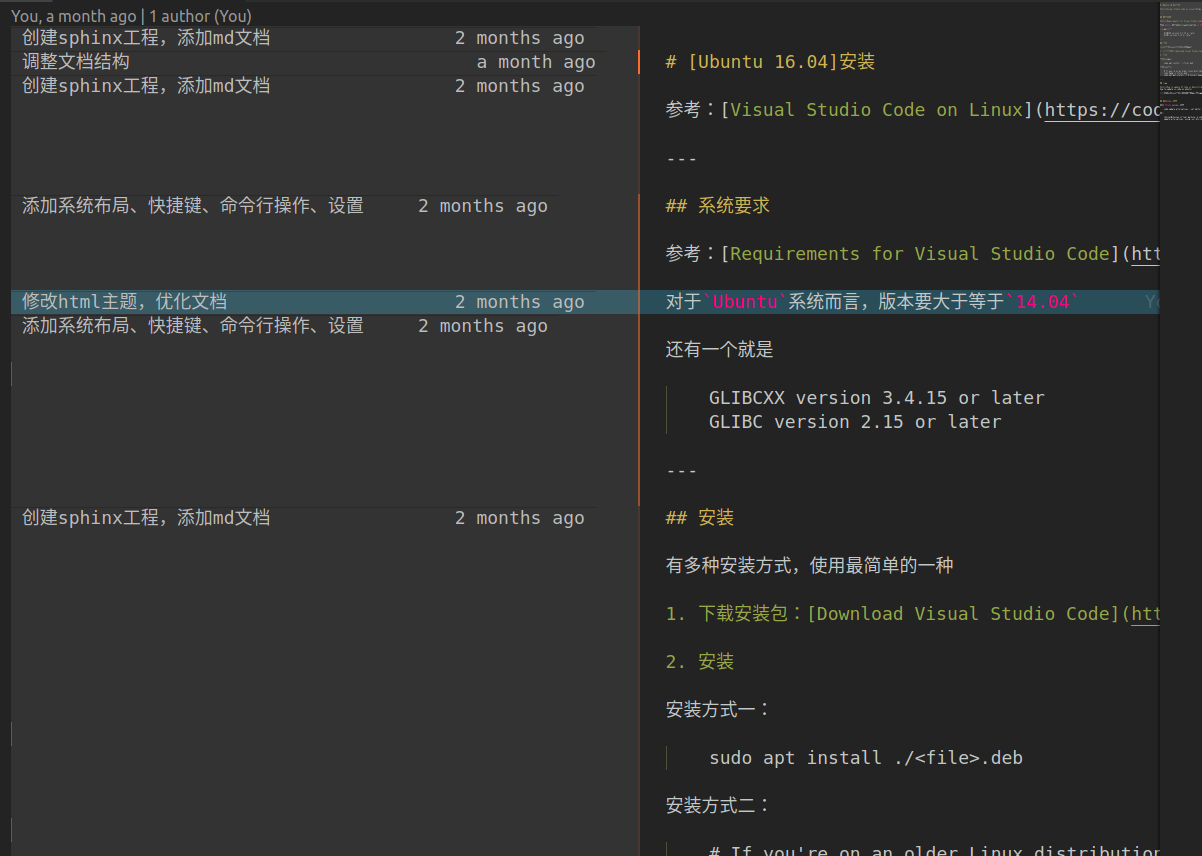 You, a month ago | 1 author (You)
创建sphinx工程，添加md文档 2 months ago
调整文档结构 a month ago # [Ubuntu 16.04]安装
创建sphinx工程，添加md文档 2 months ago
参考：[Visual Studio Code on Linux](https://cod
---
添加系统布局、快捷键、命令行操作、设置 2 months ago ## 系统要求
参考：[Requirements for Visual Studio Code](htt
修改html主题，优化文档 2 months ago 对于`Ubuntu`系统而言，版本要大于等于`14.04` Yo
添加系统布局、快捷键、命令行操作、设置 2 months ago
还有一个就是
GLIBCXX version 3.4.15 or later
GLIBC version 2.15 or later
---
创建sphinx工程，添加md文档 2 months ago ## 安装
有多种安装方式，使用最简单的一种
1. 下载安装包：[Download Visual Studio Code](htt
2. 安装
安装方式一：
sudo apt install ./<file>.deb
安装方式二：
# If you're on an older Linux distribution